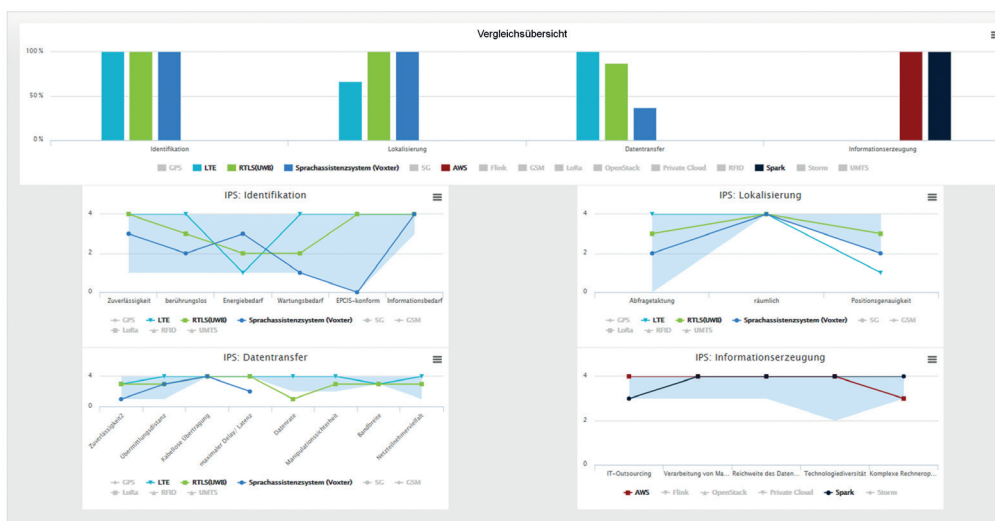 Vergleichsübersicht
100 %
50 %
0 %
Identifikation Lokalisierung Datentransfer Informationserzeugung
GPS LTE RTLS(UWB) Sprachassistenzsystem (Voxter) 5G AWS Flink GSM LoRa OpenStack Private Cloud RFID Spark Storm UMTS
IPS: Identifikation
4
2
0
Zuverlässigkeit berührungslos Energiebedarf Wartungsbedarf EPCIS-konform Informationsbedarf
GPS LTE RTLS(UWB) Sprachassistenzsystem (Voxter) 5G GSM
LoRa RFID UMTS
IPS: Lokalisierung
4
2
0
Abfragetaktung räumlich Positionsgenauigkeit
GPS LTE RTLS(UWB) Sprachassistenzsystem (Voxter) 5G GSM
LoRa RFID UMTS
IPS: Datentransfer
4
2
0
Zuverlässigkeit2 Übermittlungsdistanz Kabellose Übertragung maximaler Delay/ Latenz Datenrate Manipulationssicherheit Bandbreite Netzteilnehmervielfalt
GPS LTE RTLS(UWB) Sprachassistenzsystem (Voxter) 5G GSM
LoRa RFID UMTS
IPS: Informationserzeugung
4
2
0
IT-Outsourcing Verarbeitung von Ma... Reichweite des Daten... Technologiediversität Komplexe Rechnerop...
AWS Flink OpenStack Private Cloud Spark Storm